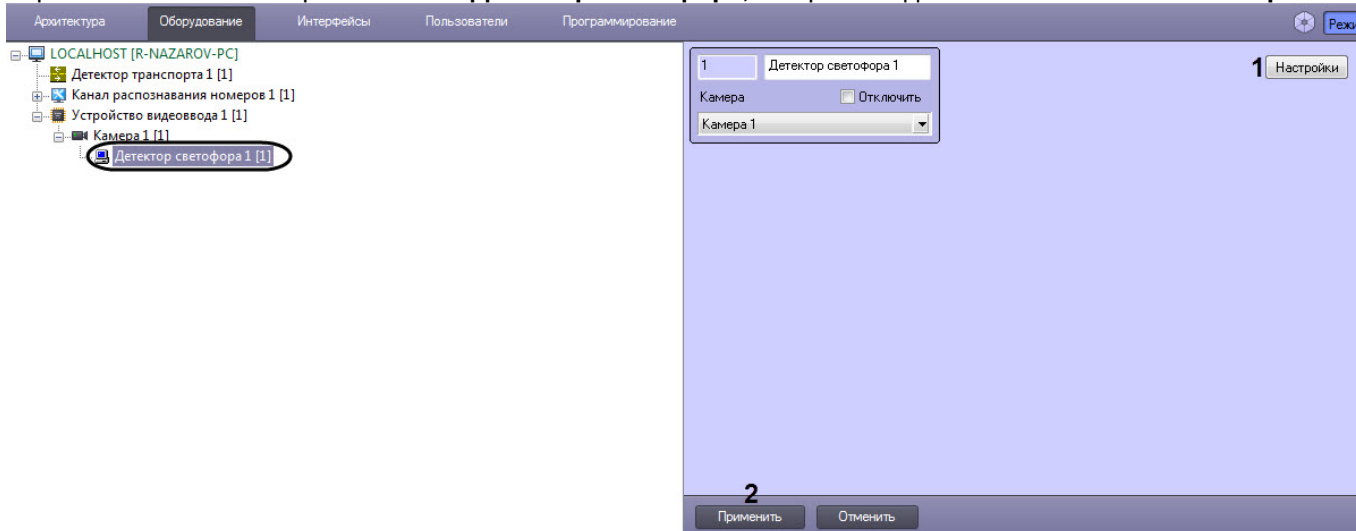 Архитектура Оборудование Интерфейсы Пользователи Программирование Режи
LOCALHOST [R-NAZAROV-PC]
Детектор транспорта 1 [1]
Канал распознавания номеров 1 [1]
Устройство видеоввода 1 [1]
Камера 1 [1]
Детектор светофора 1 [1]
1 Детектор светофора 1
Камера Отключить
Камера 1
1 Настройки
2
Применить Отменить